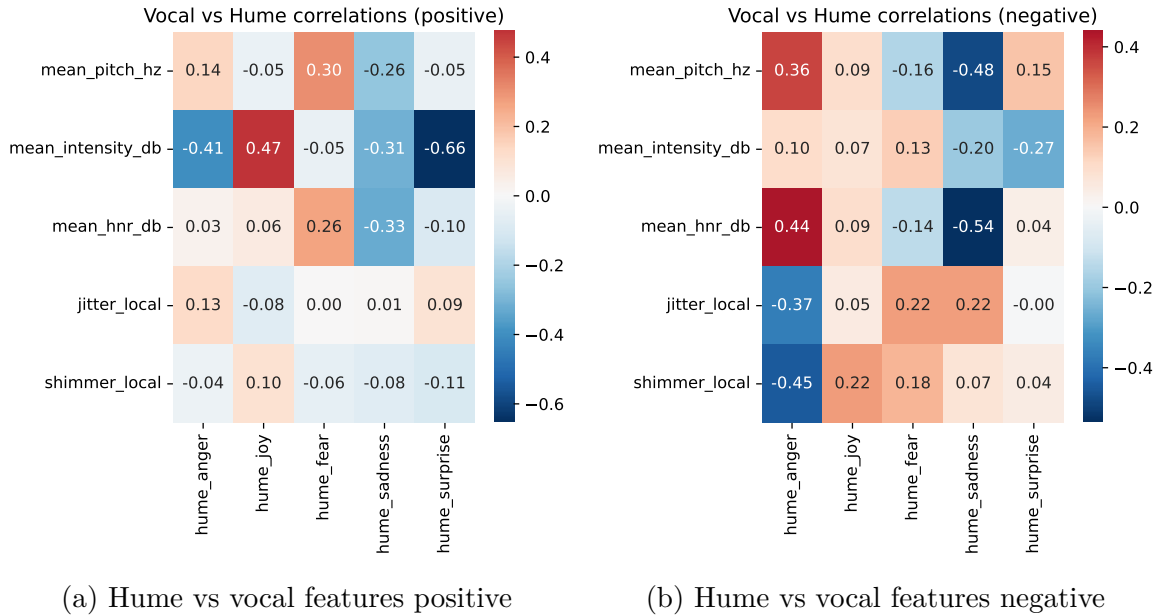 Vocal vs Hume correlations (positive)
mean_pitch_hz 0.14 -0.05 0.30 -0.26 -0.05
mean_intensity_db -0.41 0.47 -0.05 -0.31 -0.66
mean_hnr_db 0.03 0.06 0.26 -0.33 -0.10
jitter_local 0.13 -0.08 0.00 0.01 0.09
shimmer_local -0.04 0.10 -0.06 -0.08 -0.11
hume_anger hume_joy hume_fear hume_sadness hume_surprise
0.4
0.2
0.0
−0.2
−0.4
−0.6
(a) Hume vs vocal features positive
Vocal vs Hume correlations (negative)
mean_pitch_hz 0.36 0.09 -0.16 -0.48 0.15
mean_intensity_db 0.10 0.07 0.13 -0.20 -0.27
mean_hnr_db 0.44 0.09 -0.14 -0.54 0.04
jitter_local -0.37 0.05 0.22 0.22 -0.00
shimmer_local -0.45 0.22 0.18 0.07 0.04
hume_anger hume_joy hume_fear hume_sadness hume_surprise
0.4
0.2
0.0
−0.2
−0.4
(b) Hume vs vocal features negative